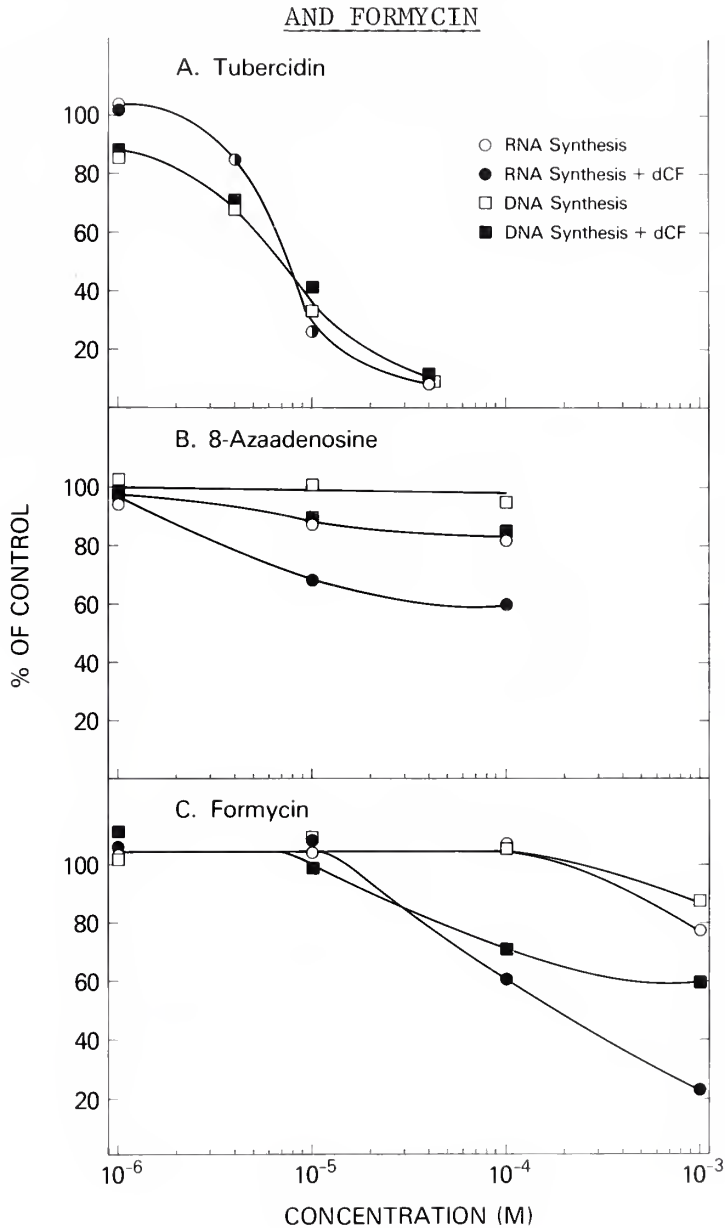 AND FORMYCIN
A. Tubercidin
100
80
60
40
20
○ RNA Synthesis
● RNA Synthesis + dCF
□ DNA Synthesis
■ DNA Synthesis + dCF
B. 8-Azaadenosine
100
80
60
40
20
% OF CONTROL
C. Formycin
100
80
60
40
20
10⁻⁶ 10⁻⁵ 10⁻⁴ 10⁻³
CONCENTRATION (M)